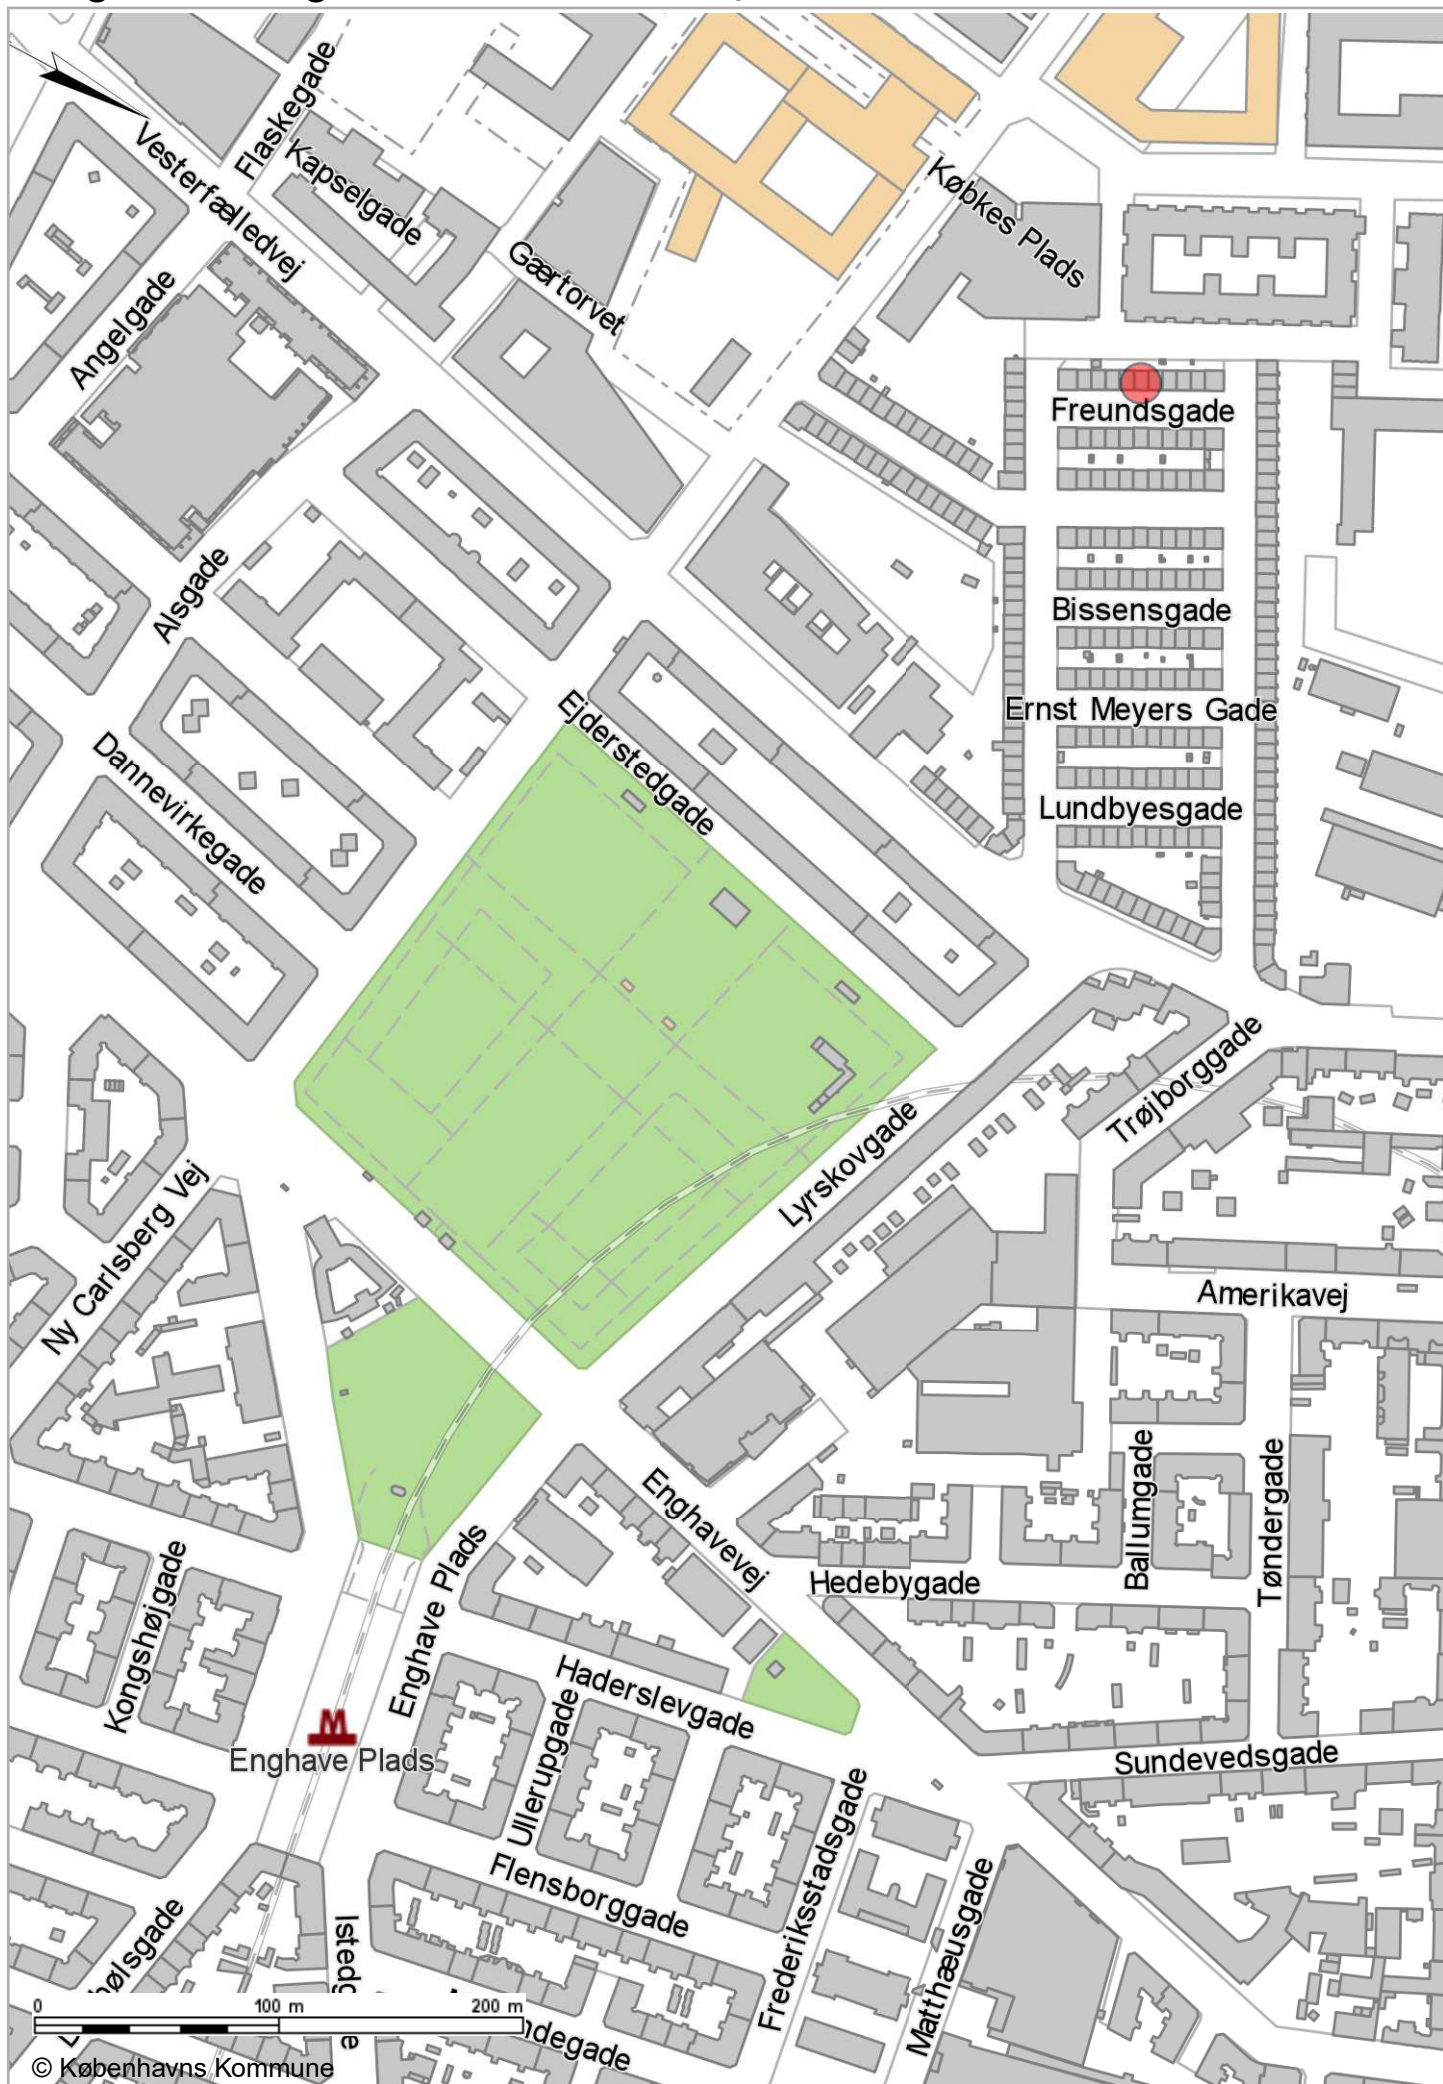 Flaskegade
Vesterfælledvej
Kapselgade
Købkes Plads
Gærtorvet
Angelgade
Freundsgade
Alsgade
Bissensgade
Ejderstedgade
Ernst Meyers Gade
Dannevirkegade
Lundbyesgade
Trøjborggade
Lyrskovgade
Ny Carlsberg Vej
Amerikavej
Enghavevej
Ballumgade
Tøndergade
Enghave Plads
Hedebygade
Kongshøjgade
Haderslevgade
Ullerupgade
M
Enghave Plads
Sundevedsgade
Flensborggade
Frederiksstadsgade
Matthæusgade
0 100 m 200 m
© Københavns Kommune